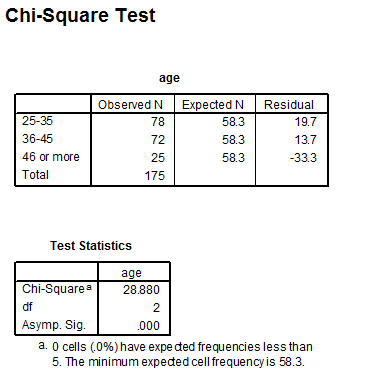 Chi-Square Test
age
Observed N Expected N Residual
25-35 78 58.3 19.7
36-45 72 58.3 13.7
46 or more 25 58.3 -33.3
Total 175
Test Statistics
age
Chi-Square a 28.880
df 2
Asymp. Sig. .000
a. 0 cells (.0%) have expected frequencies less than
5. The minimum expected cell frequency is 58.3.